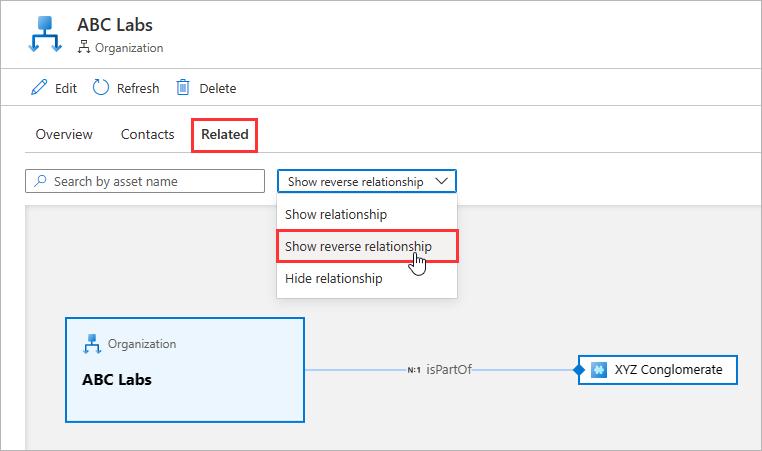 ABC Labs
Organization
Edit Refresh Delete
Overview Contacts Related
Search by asset name Show reverse relationship
Show relationship
Show reverse relationship
Hide relationship
Organization
ABC Labs
N:1 isPartOf
XYZ Conglomerate